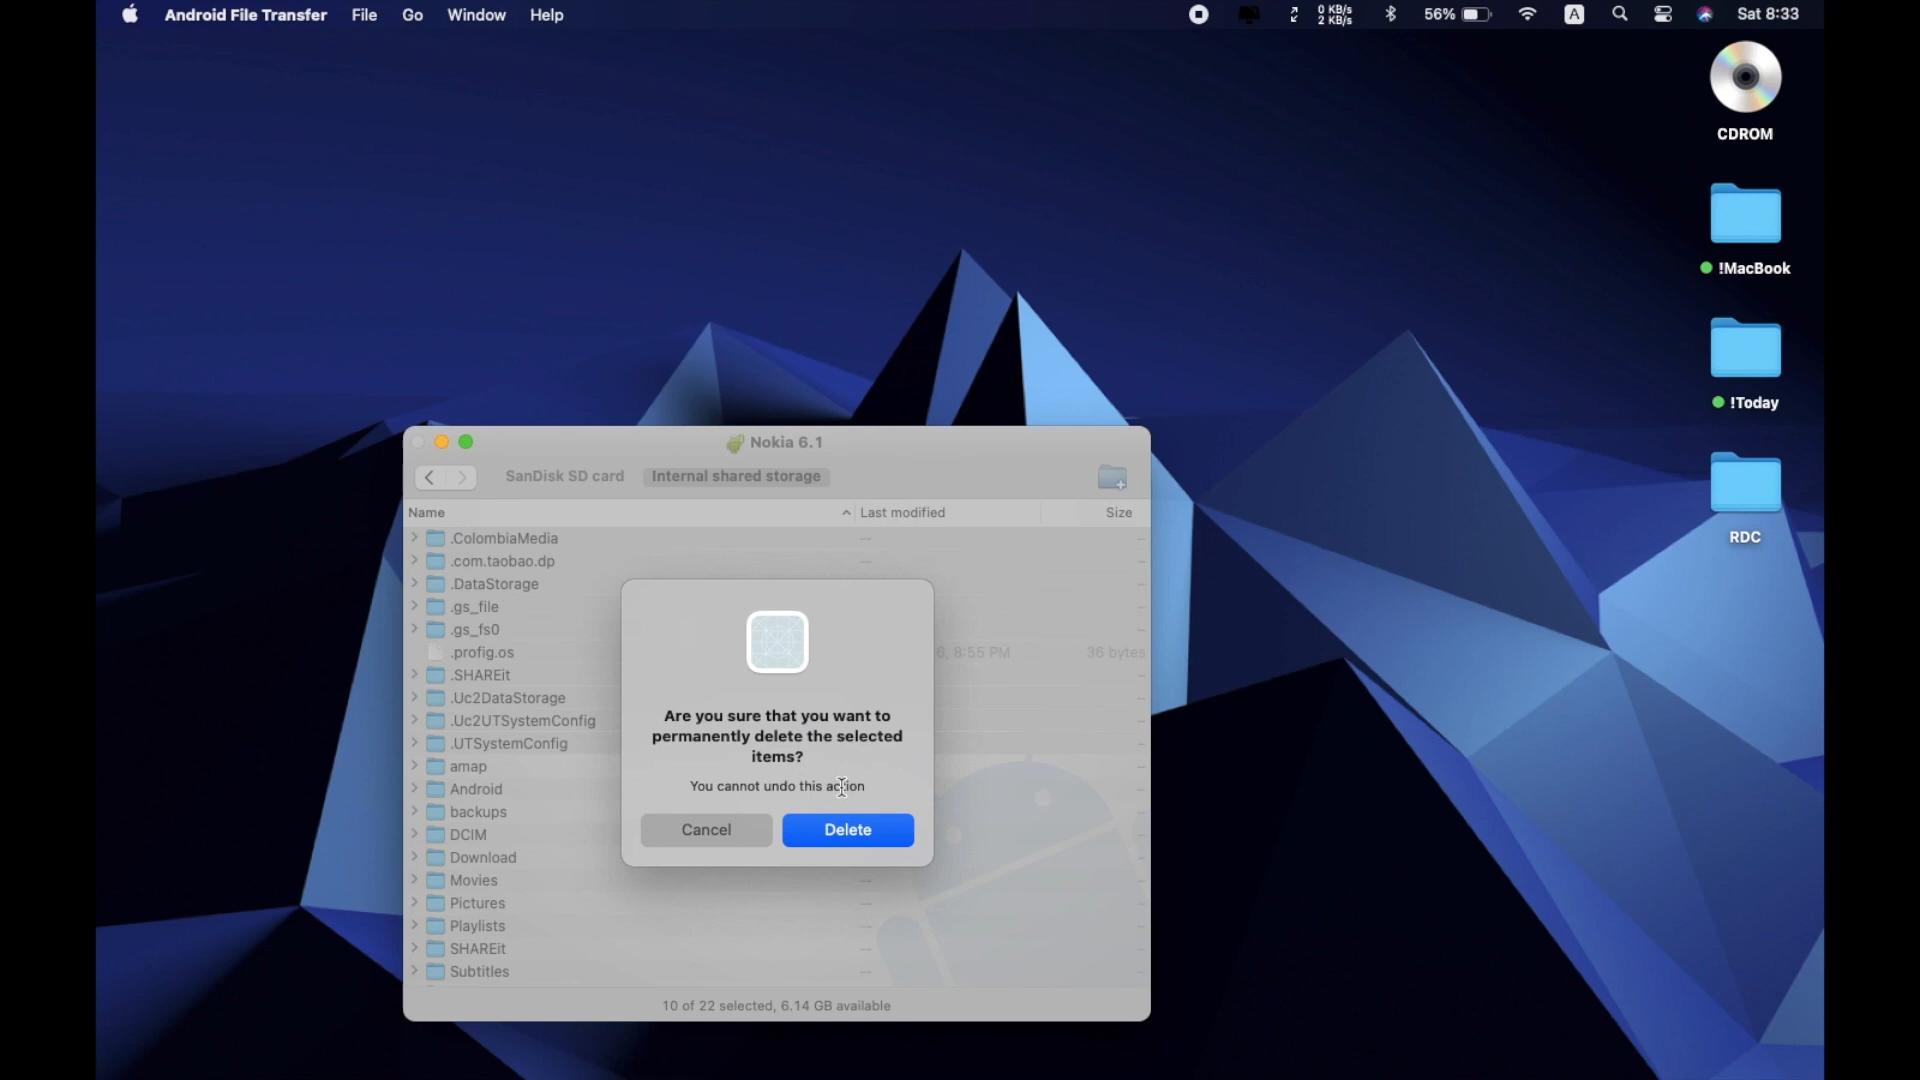 Android File Transfer File Go Window Help 0 KB/s 56% A Sat 8:33
2 KB/s
CDROM
!MacBook
!Today
RDC
Nokia 6.1
SanDisk SD card Internal shared storage
Name Last modified Size
.ColombiaMedia --
.com.taobao.dp --
.DataStorage
.gs_file
.gs_fs0
.profig.os 6, 8:55 PM 36 bytes
.SHAREit
.Uc2DataStorage
.Uc2UTSystemConfig
.UTSystemConfig
amap
Android
backups
DCIM
Download
Movies --
Pictures --
Playlists --
SHAREit --
Subtitles --
10 of 22 selected, 6.14 GB available
Are you sure that you want to
permanently delete the selected
items?
You cannot undo this action
Cancel Delete